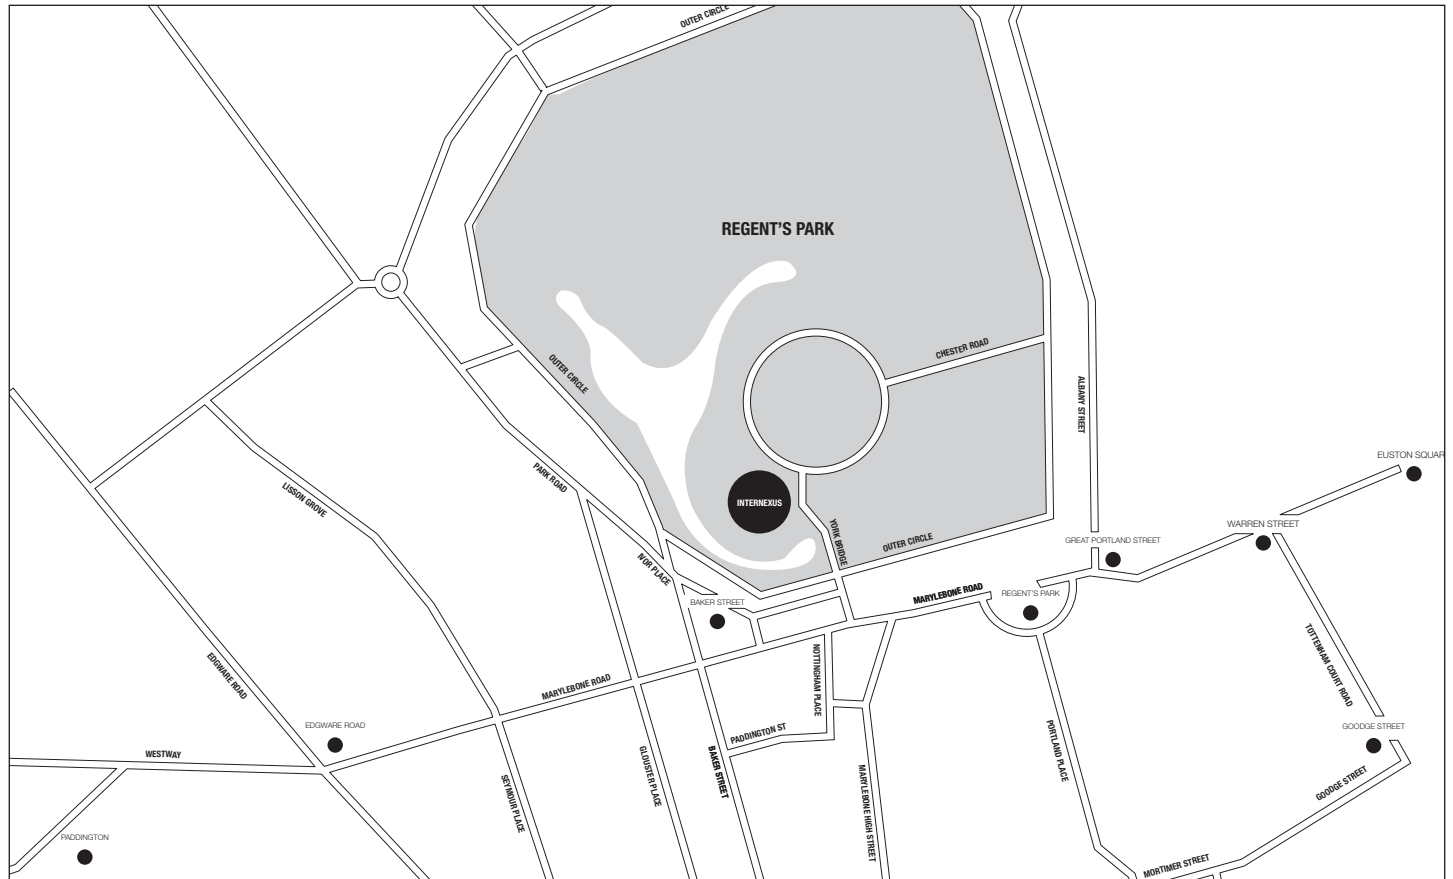 OUTER CIRCLE
REGENT'S PARK
CHESTER ROAD
OUTER CIRCLE
ALBANY STREET
EUSTON SQUAR
PARK ROAD
LISSON GROVE
INTERNEXUS
YORK BRIDGE
OUTER CIRCLE
WARREN STREET
GREAT PORTLAND STREET
IVOR PLACE
BAKER STREET
MARYLEBONE ROAD
REGENT'S PARK
TOTTENHAM COURT ROAD
EDGWARE ROAD
MARYLEBONE ROAD
NOTTINGHAM PLACE
EDGWARE ROAD
PADDINGTON ST
GOODGE STREET
WESTWAY
SEYMOUR PLACE
GLOUSTER PLACE
BAKER STREET
MARYLEBONE HIGH STREET
PORTLAND PLACE
GOODGE STREET
PADDINGTON
MORTIMER STREET